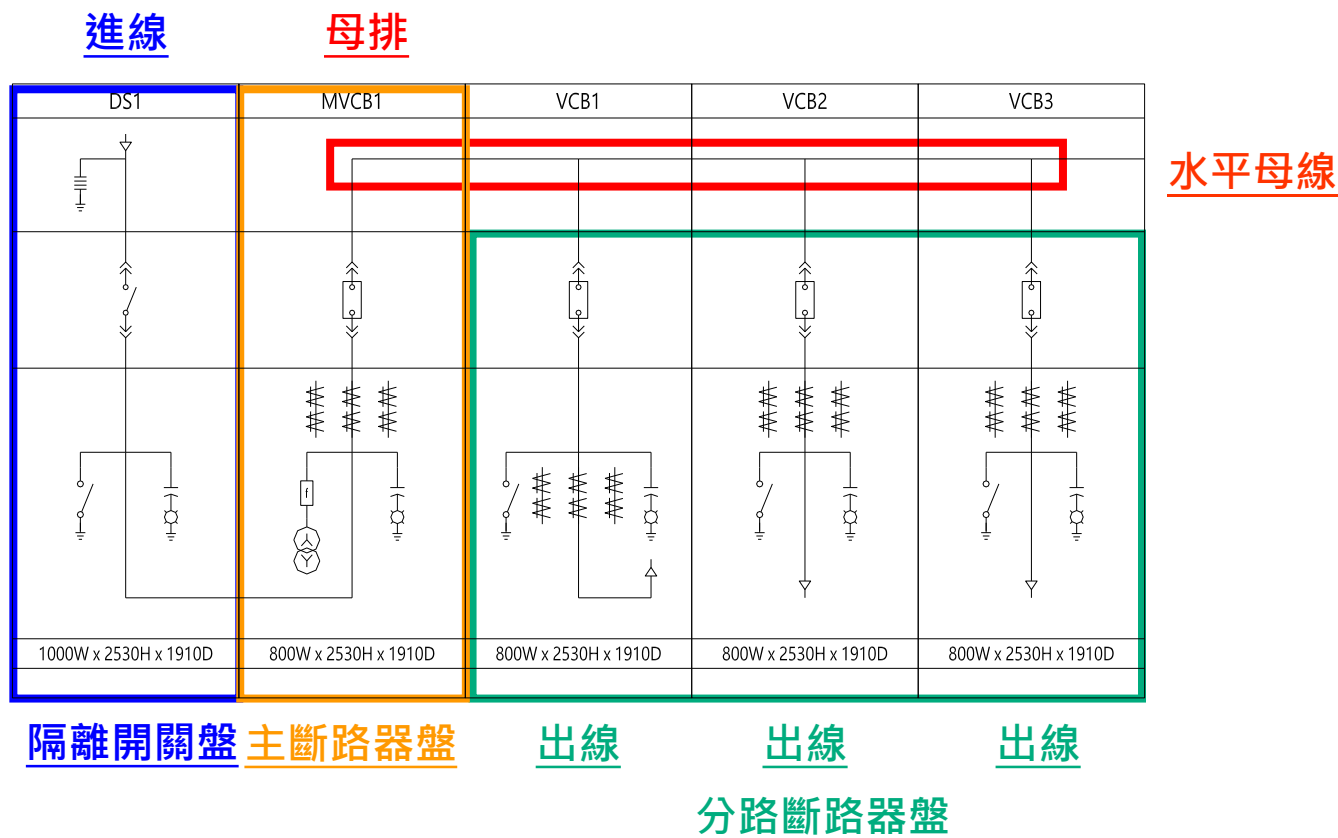 進線
母排
DS1
MVCB1
VCB1
VCB2
VCB3
水平母線
f
1000W x 2530H x 1910D
800W x 2530H x 1910D
800W x 2530H x 1910D
800W x 2530H x 1910D
800W x 2530H x 1910D
隔離開關盤
主斷路器盤
出線
出線
出線
分路斷路器盤